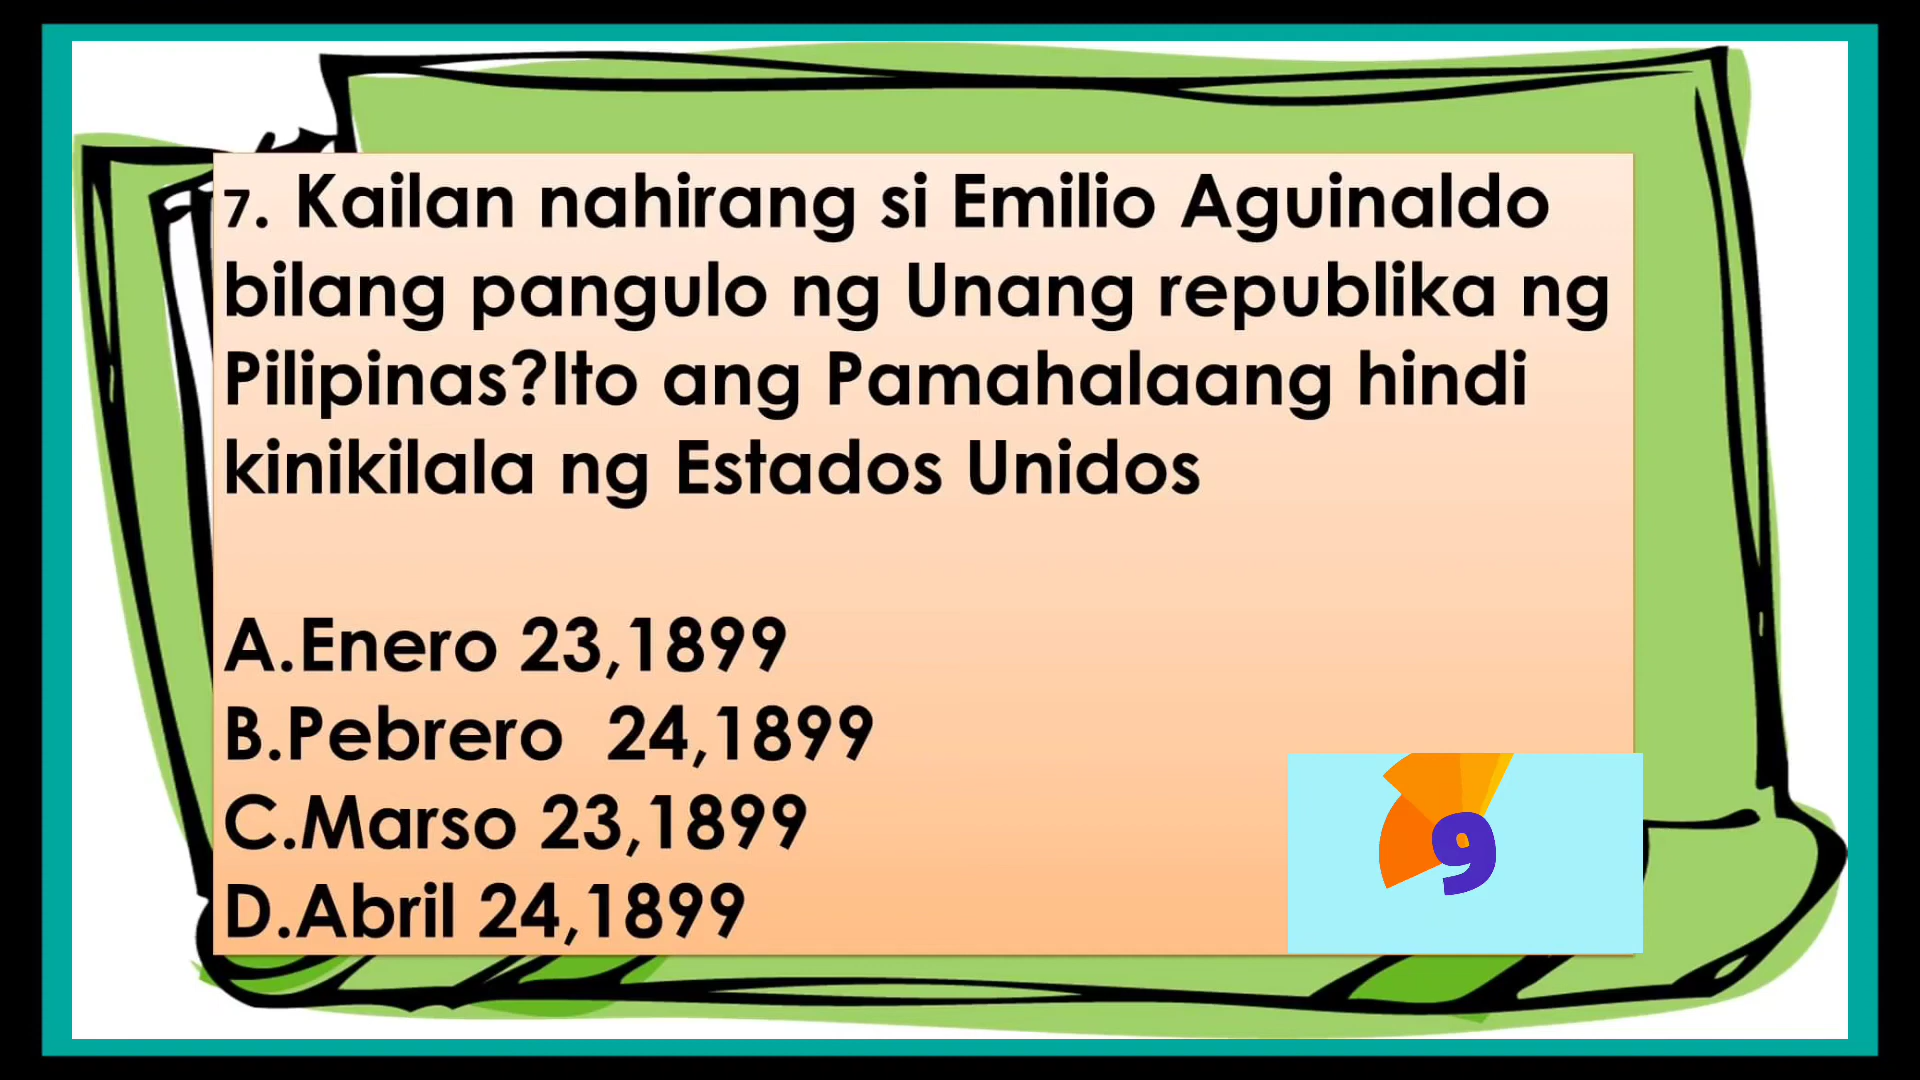 7. Kailan nahirang si Emilio Aguinaldo
bilang pangulo ng Unang republika ng
Pilipinas?Ito ang Pamahalaang hindi
kinikilala ng Estados Unidos
A.Enero 23,1899
B.Pebrero  24,1899
C.Marso 23,1899
D.Abril 24,1899
9